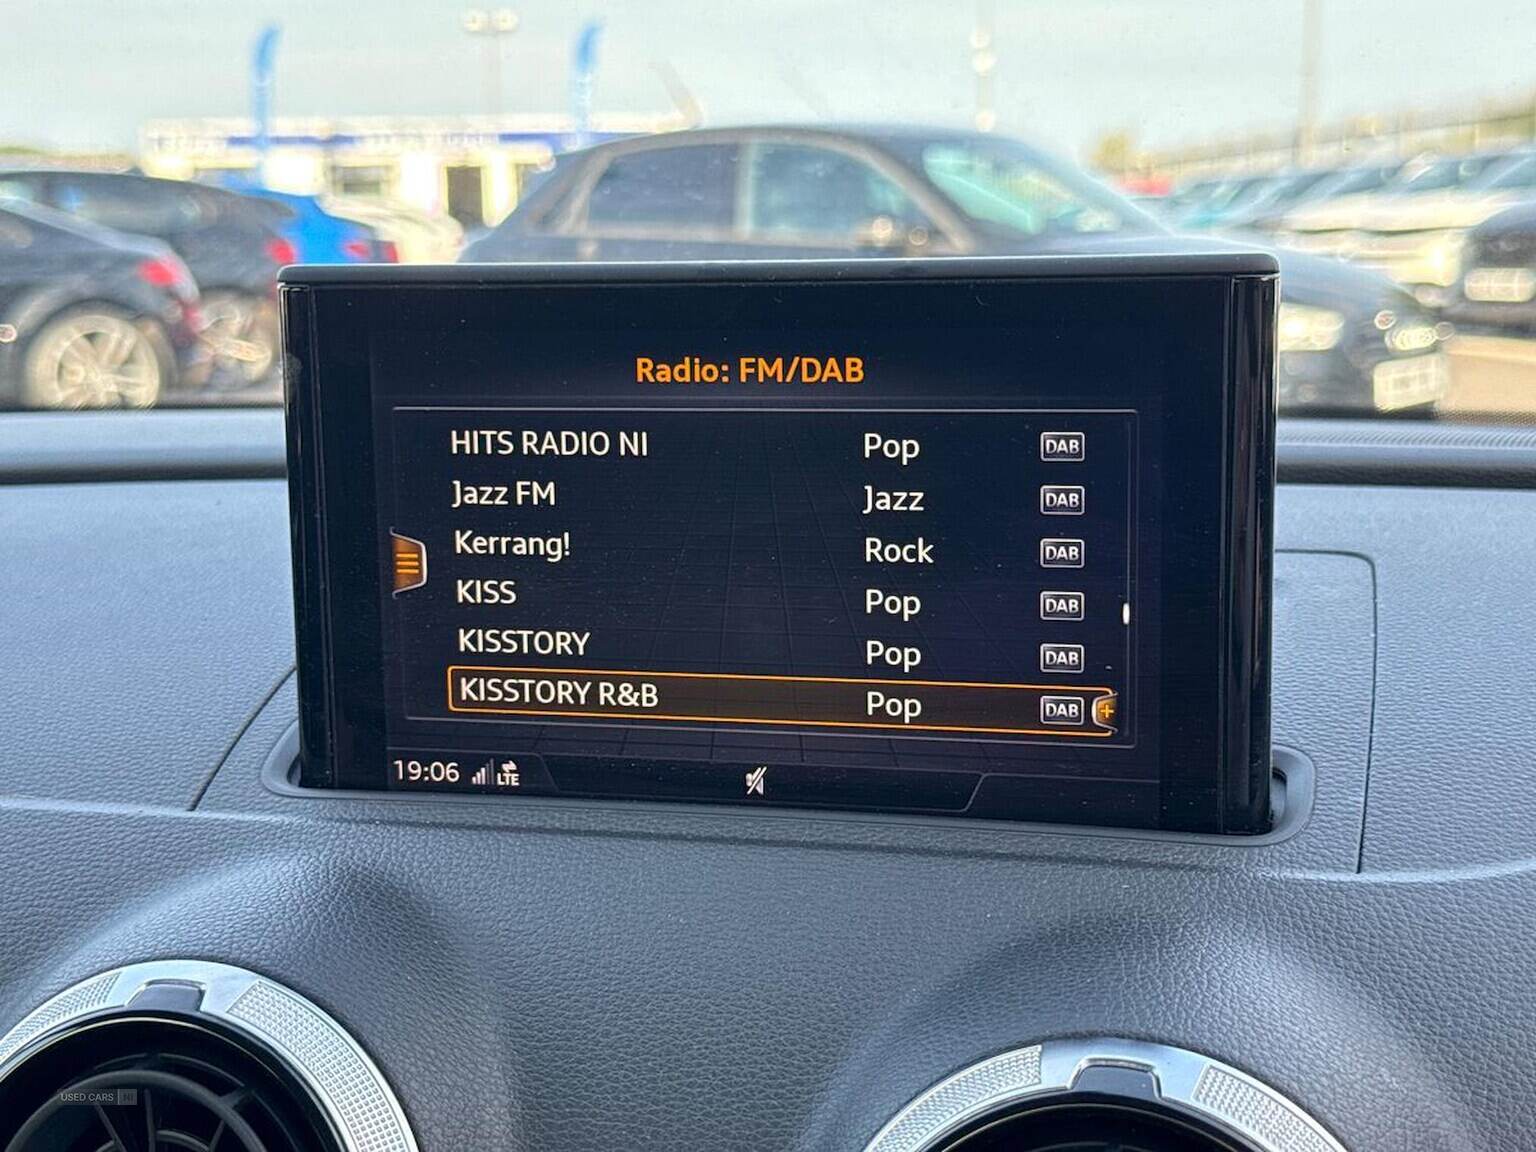 Radio: FM/DAB
HITS RADIO NI Pop DAB
Jazz FM Jazz DAB
Kerrang! Rock DAB
KISS Pop DAB
KISSTORY Pop DAB
KISSTORY R&B Pop DAB +
19:06 LTE
USED CARS NI